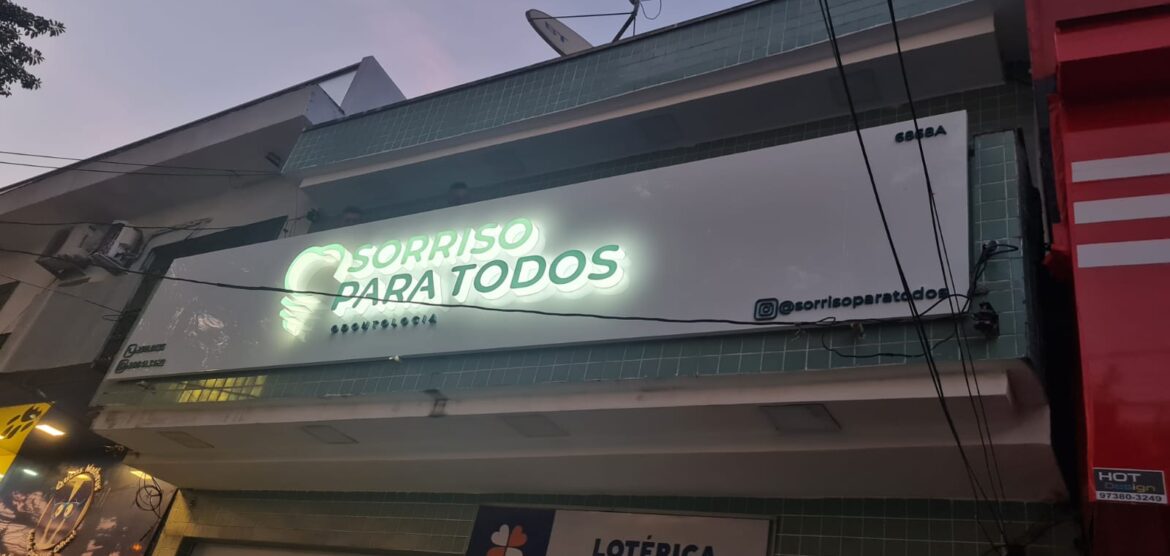 6868A
SORRISO
PARA TODOS
ODONTOLOGIA
@sorrisoparatodos
HOT
Design
97380-3249
LOTÉRICA